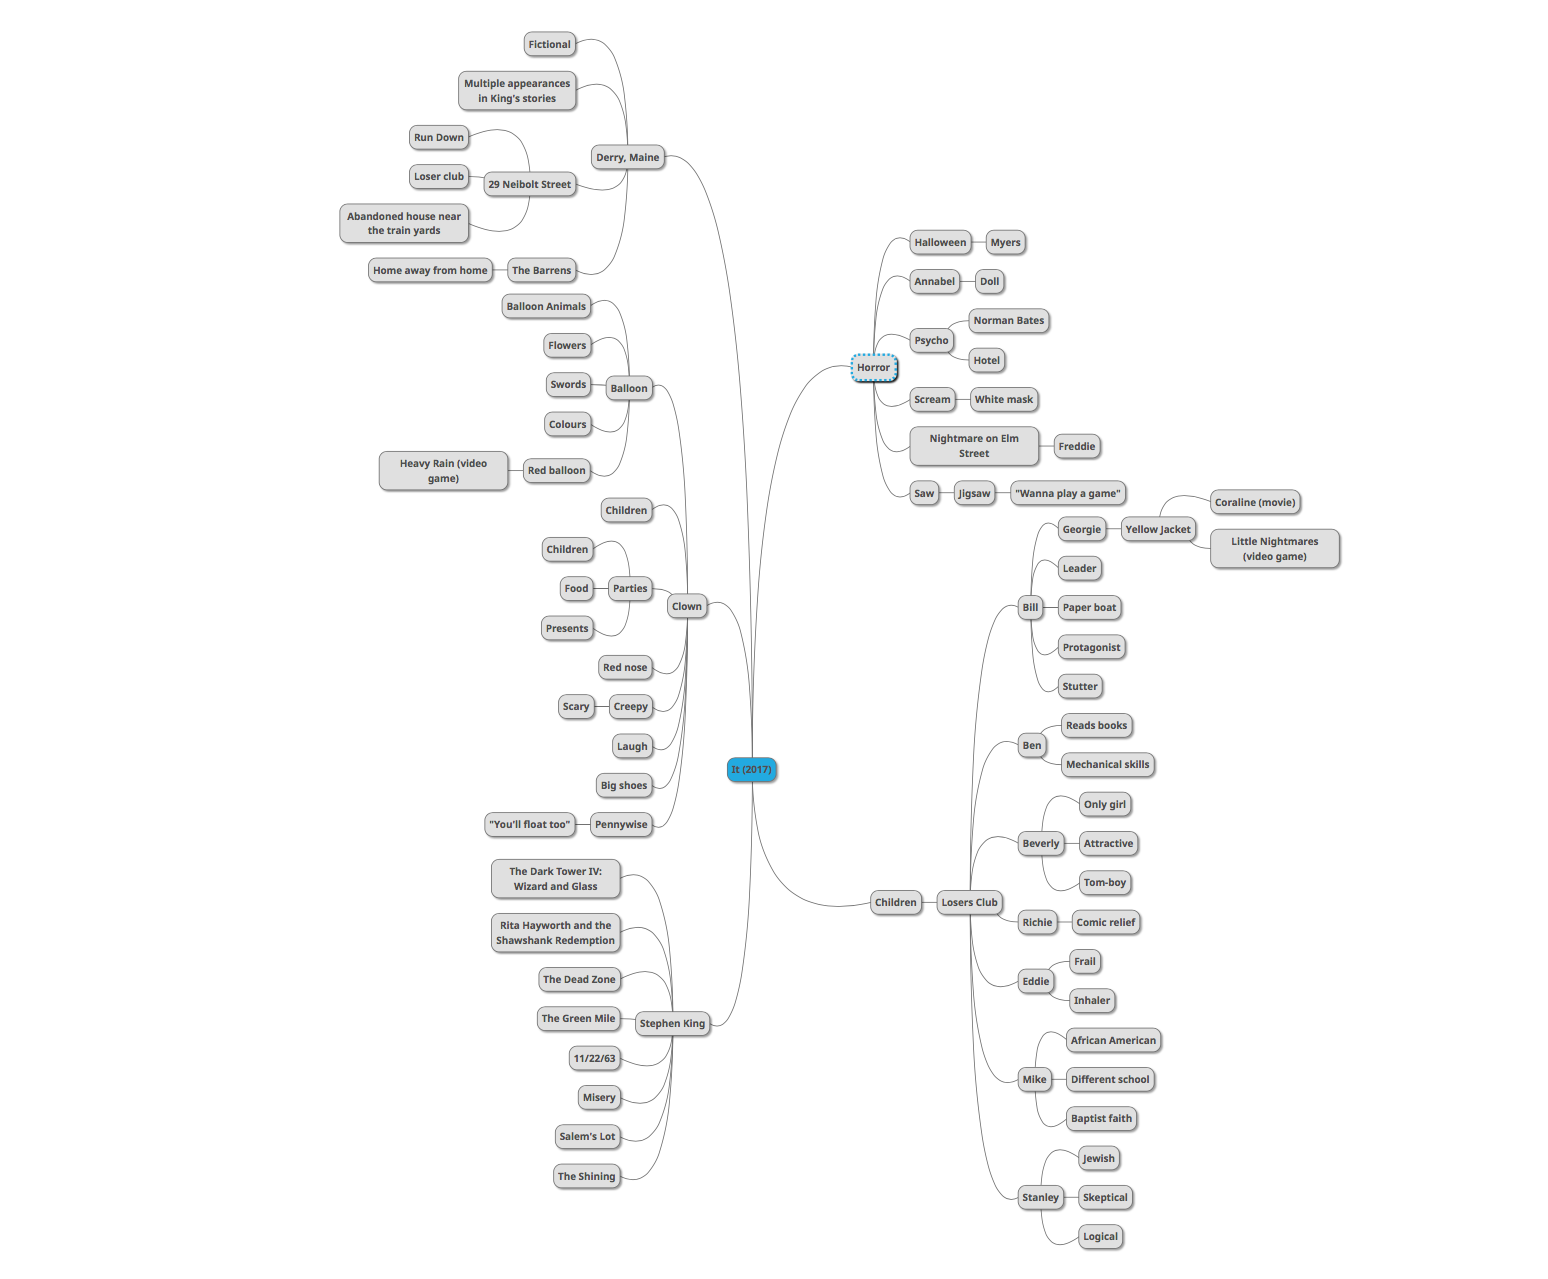 Fictional
Multiple appearances
in King's stories
Run Down
Loser club
Abandoned house near
the train yards
29 Neibolt Street
Derry, Maine
Home away from home
The Barrens
Balloon Animals
Flowers
Swords
Colours
Heavy Rain (video
game)
Red balloon
Balloon
Children
Children
Food
Presents
Parties
Clown
Red nose
Scary
Creepy
Laugh
Big shoes
"You'll float too"
Pennywise
It (2017)
The Dark Tower IV:
Wizard and Glass
Rita Hayworth and the
Shawshank Redemption
The Dead Zone
The Green Mile
Stephen King
11/22/63
Misery
Salem's Lot
The Shining
Horror
Halloween
Myers
Annabel
Doll
Psycho
Norman Bates
Hotel
Scream
White mask
Nightmare on Elm
Street
Freddie
Saw
Jigsaw
"Wanna play a game"
Children
Losers Club
Bill
Georgie
Yellow Jacket
Coraline (movie)
Little Nightmares
(video game)
Leader
Paper boat
Protagonist
Stutter
Ben
Reads books
Mechanical skills
Beverly
Only girl
Attractive
Tom-boy
Richie
Comic relief
Eddie
Frail
Inhaler
Mike
African American
Different school
Baptist faith
Stanley
Jewish
Skeptical
Logical